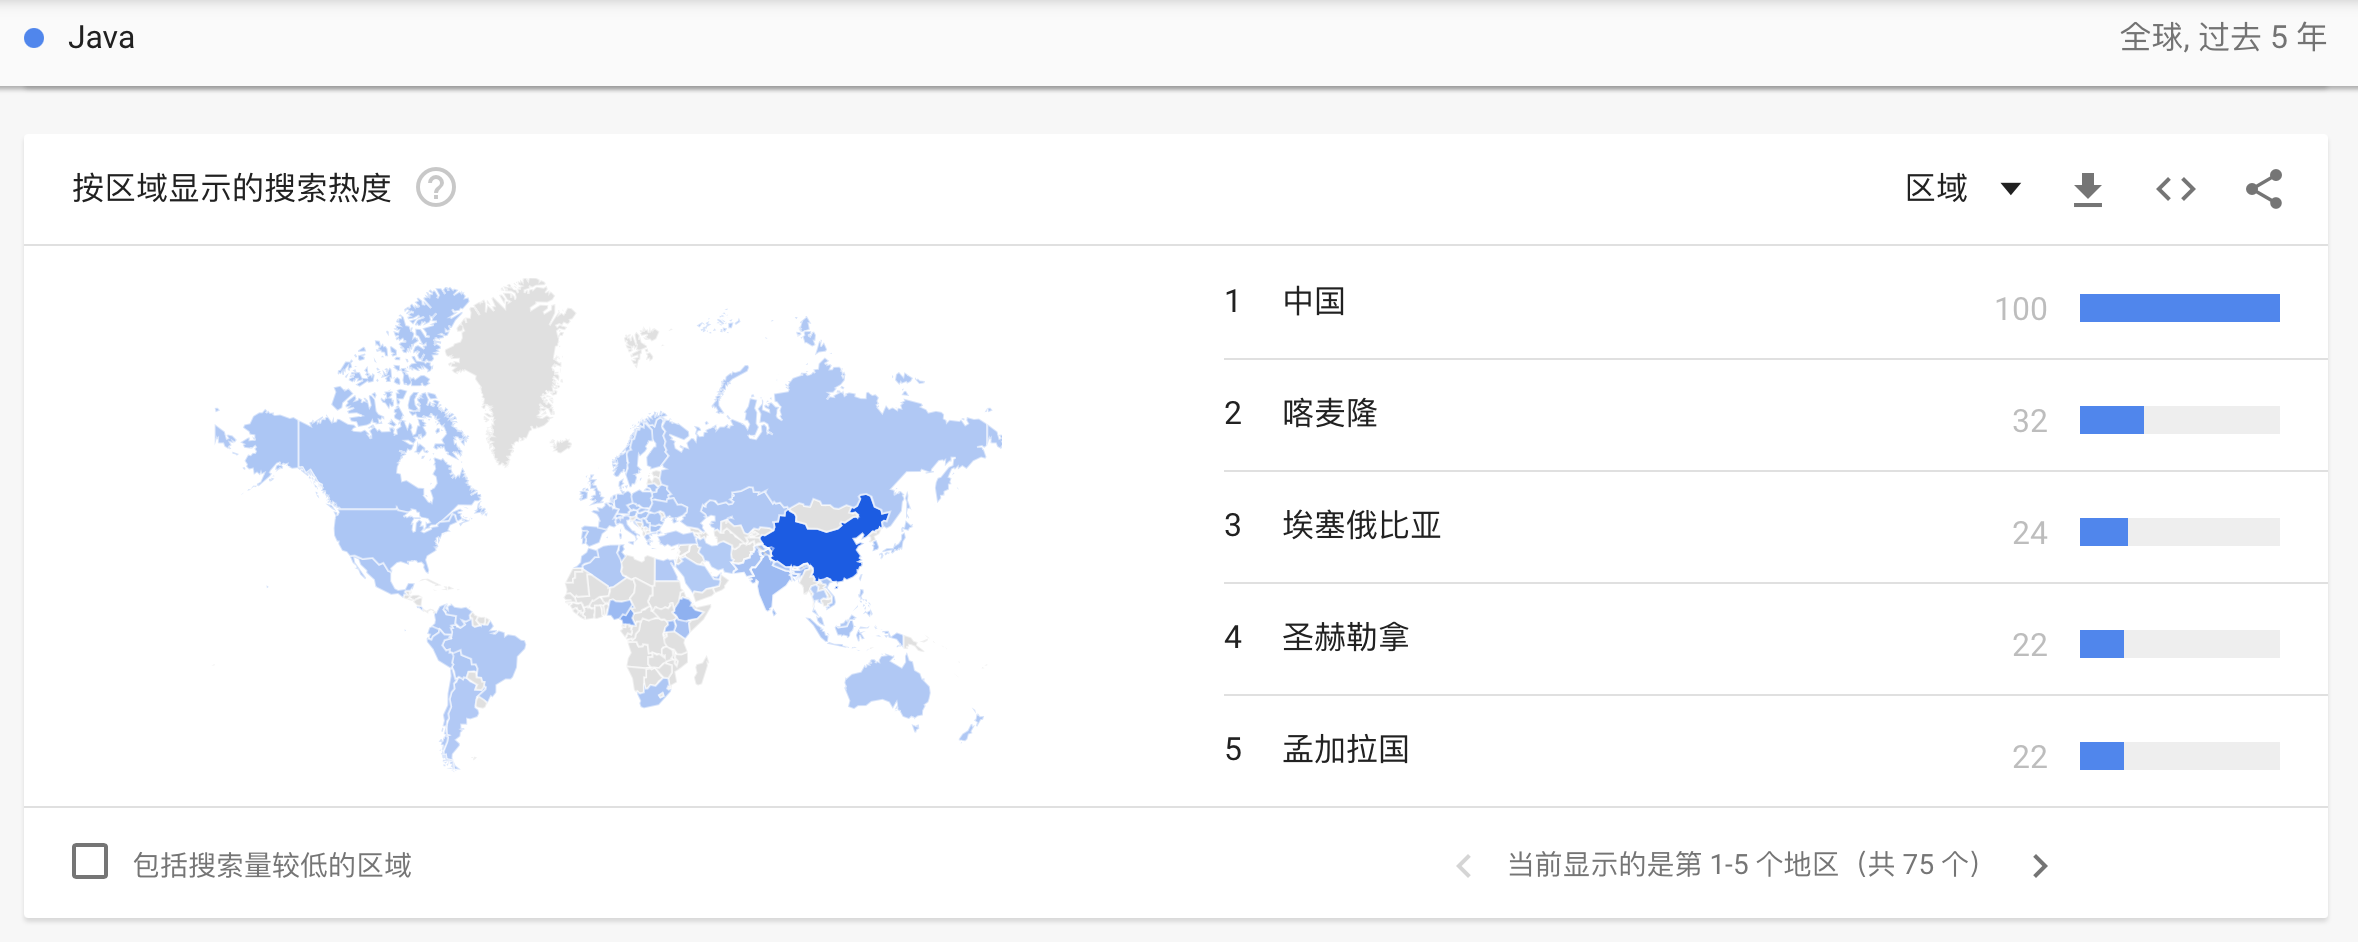 Java
全球, 过去 5 年
按区域显示的搜索热度 ?
区域
1 中国 100
2 喀麦隆 32
3 埃塞俄比亚 24
4 圣赫勒拿 22
5 孟加拉国 22
包括搜索量较低的区域
当前显示的是第 1-5 个地区（共 75 个）